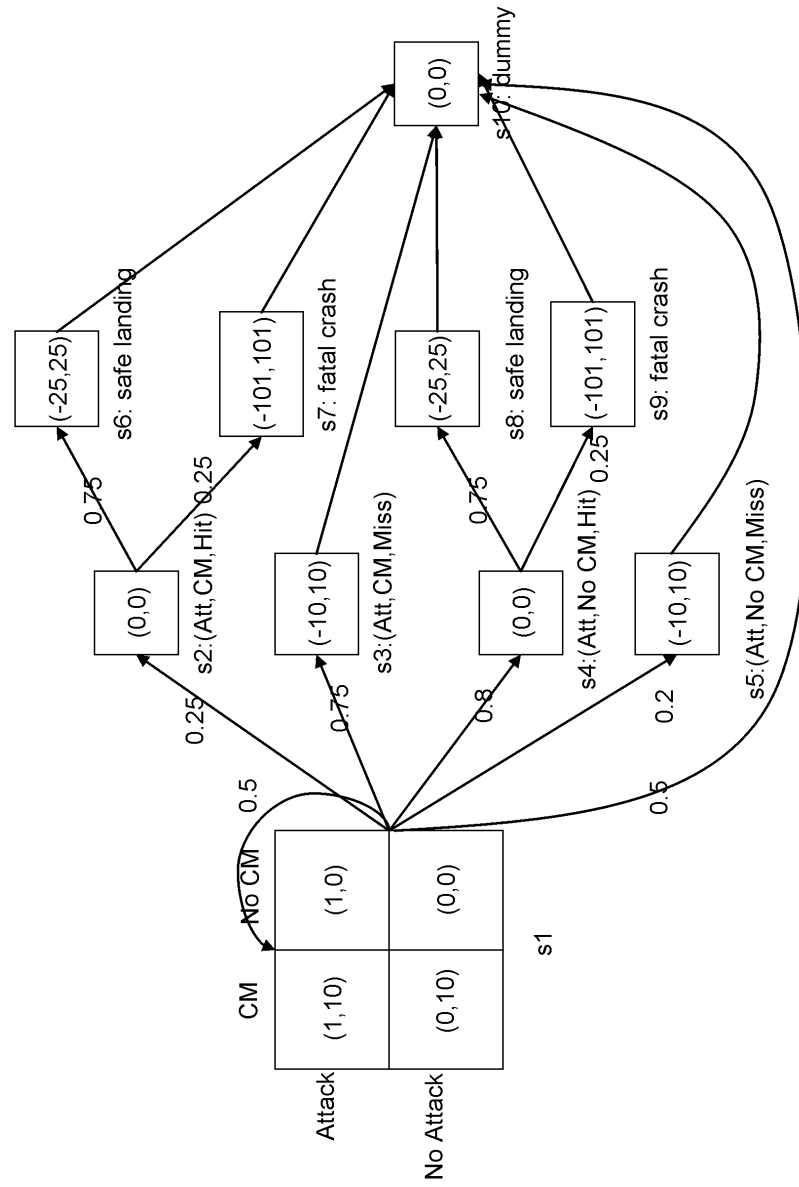 CM
No CM
Attack
(1,10)
(1,0)
No Attack
(0,10)
(0,0)
s1
0.5
0.25
0.75
0.8
0.2
0.5
(0,0)
s2:(Att,CM,Hit)
(-10,10)
s3:(Att,CM,Miss)
(0,0)
s4:(Att,No CM,Hit)
(-10,10)
s5:(Att,No CM,Miss)
0.75
0.25
0.75
0.25
(-25,25)
s6: safe landing
(-101,101)
s7: fatal crash
(-25,25)
s8: safe landing
(-101,101)
s9: fatal crash
(0,0)
s10: dummy